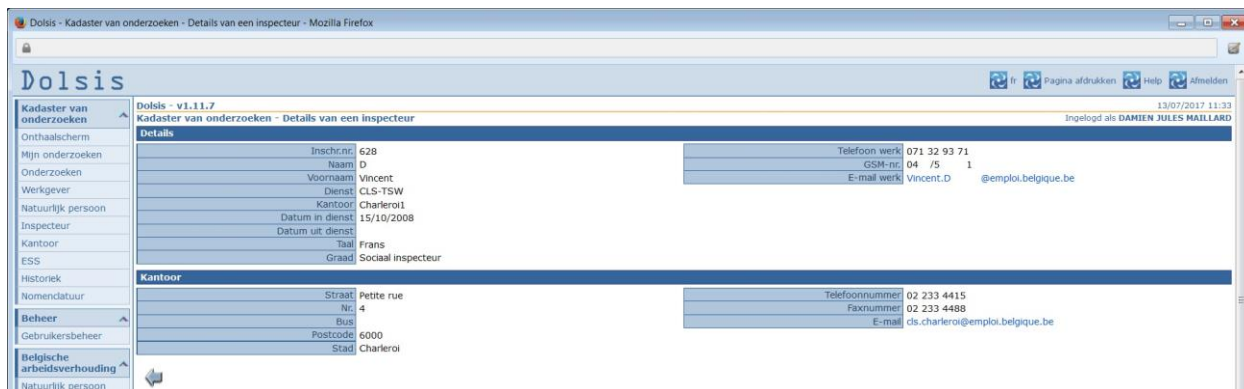 Dolsis - Kadaster van onderzoeken - Details van een inspecteur - Mozilla Firefox
Dolsis
fr Pagina afdrukken Help Afmelden
Kadaster van onderzoeken
Onthaalscherm
Mijn onderzoeken
Onderzoeken
Werkgever
Natuurlijk persoon
Inspecteur
Kantoor
ESS
Historiek
Nomenclatuur
Beheer
Gebruikersbeheer
Belgische arbeidsverhouding
Natuurlijk persoon
Dolsis - v1.11.7 13/07/2017 11:33
Kadaster van onderzoeken - Details van een inspecteur Ingelogd als DAMIEN JULES MAILLARD
Details
Inschr.nr. 628 Telefoon werk 071 32 93 71
Naam D GSM-nr. 04 /5 1
Voornaam Vincent E-mail werk Vincent.D @emploi.belgique.be
Dienst CLS-TSW
Kantoor Charleroi1
Datum in dienst 15/10/2008
Datum uit dienst
Taal Frans
Graad Sociaal inspecteur
Kantoor
Straat Petite rue Telefoonnummer 02 233 4415
Nr. 4 Faxnummer 02 233 4488
Bus E-mail cls.charleroi@emploi.belgique.be
Postcode 6000
Stad Charleroi